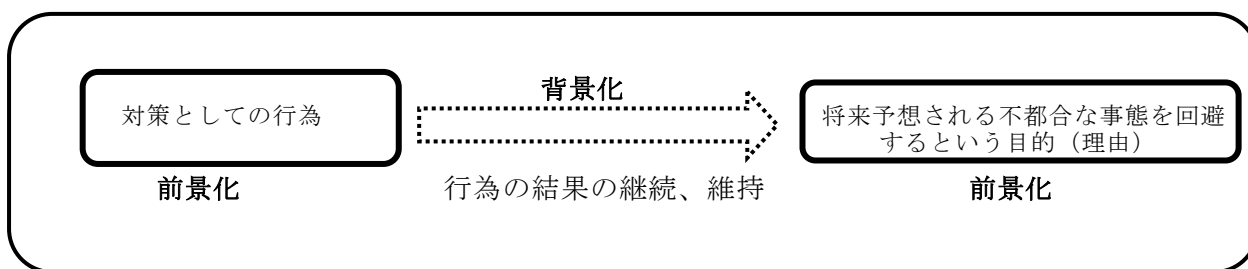 背景化
対策としての行為
将来予想される不都合な事態を回避
するという目的（理由）
前景化
行為の結果の継続、維持
前景化